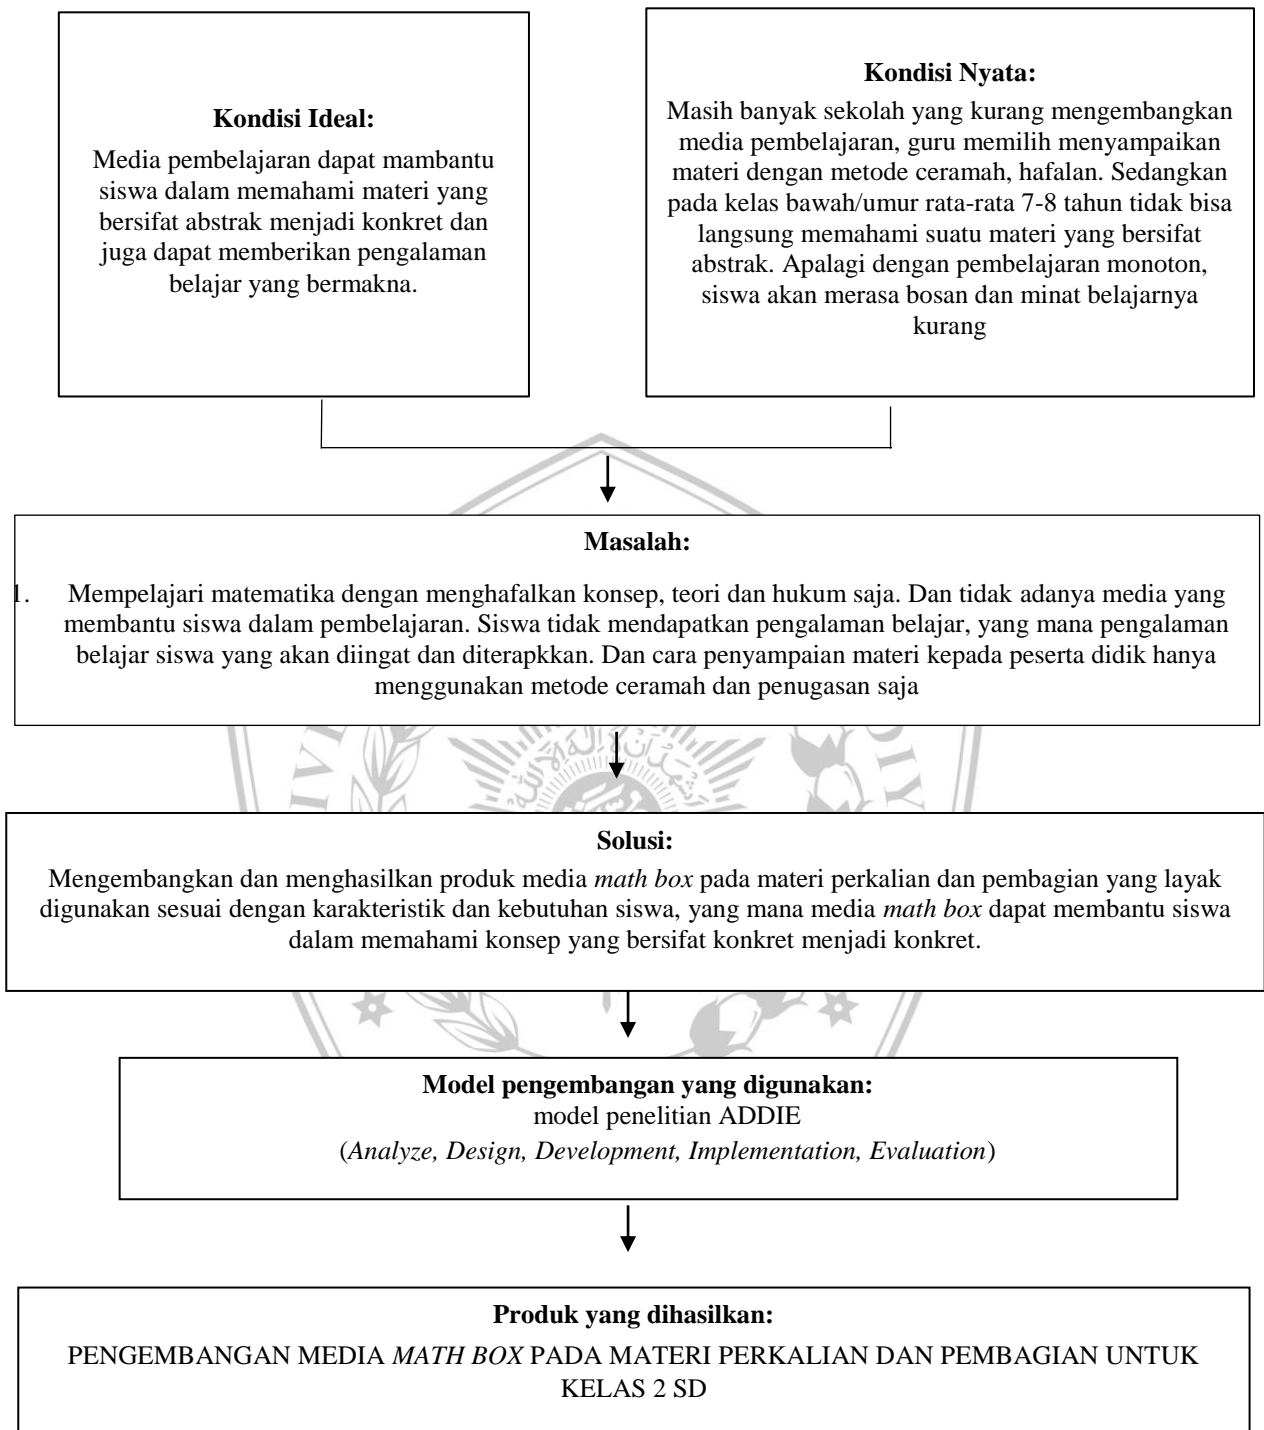 Kondisi Ideal:
Media pembelajaran dapat mambantu
siswa dalam memahami materi yang
bersifat abstrak menjadi konkret dan
juga dapat memberikan pengalaman
belajar yang bermakna.
Kondisi Nyata:
Masih banyak sekolah yang kurang mengembangkan
media pembelajaran, guru memilih menyampaikan
materi dengan metode ceramah, hafalan. Sedangkan
pada kelas bawah/umur rata-rata 7-8 tahun tidak bisa
langsung memahami suatu materi yang bersifat
abstrak. Apalagi dengan pembelajaran monoton,
siswa akan merasa bosan dan minat belajarnya
kurang
Masalah:
1. Mempelajari matematika dengan menghafalkan konsep, teori dan hukum saja. Dan tidak adanya media yang
membantu siswa dalam pembelajaran. Siswa tidak mendapatkan pengalaman belajar, yang mana pengalaman
belajar siswa yang akan diingat dan diterapkkan. Dan cara penyampaian materi kepada peserta didik hanya
menggunakan metode ceramah dan penugasan saja
Solusi:
Mengembangkan dan menghasilkan produk media math box pada materi perkalian dan pembagian yang layak
digunakan sesuai dengan karakteristik dan kebutuhan siswa, yang mana media math box dapat membantu siswa
dalam memahami konsep yang bersifat konkret menjadi konkret.
Model pengembangan yang digunakan:
model penelitian ADDIE
(Analyze, Design, Development, Implementation, Evaluation)
Produk yang dihasilkan:
PENGEMBANGAN MEDIA MATH BOX PADA MATERI PERKALIAN DAN PEMBAGIAN UNTUK
KELAS 2 SD